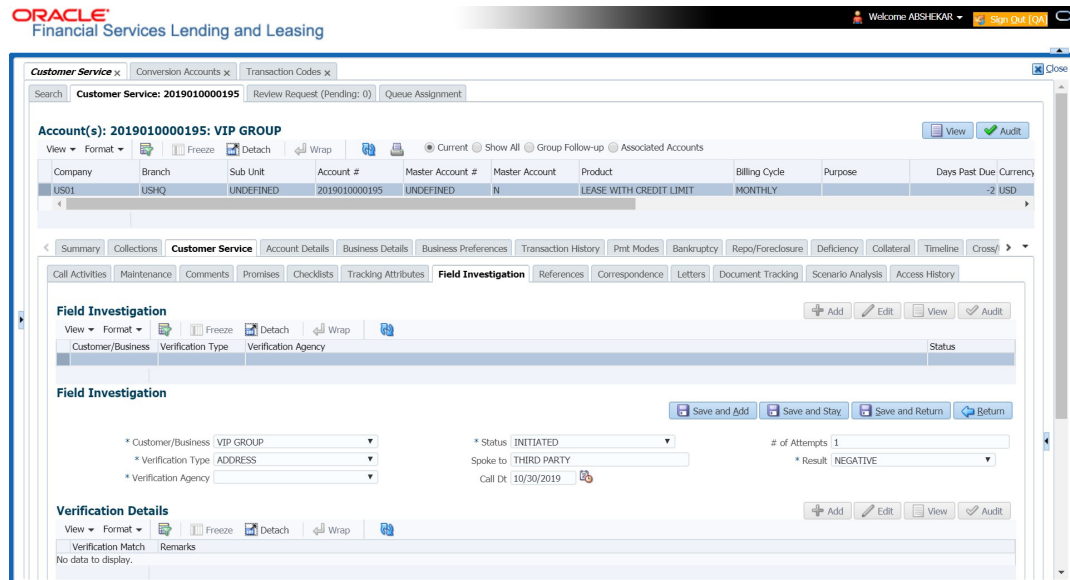 ORACLE®
Financial Services Lending and Leasing
Welcome ABSHEKAR
Sign Out [QA]
Customer Service x Conversion Accounts x Transaction Codes x
Close
Search Customer Service: 2019010000195 Review Request (Pending: 0) Queue Assignment
Account(s): 2019010000195: VIP GROUP
View Audit
View Format Freeze Detach Wrap Current Show All Group Follow-up Associated Accounts
Company Branch Sub Unit Account # Master Account # Master Account Product Billing Cycle Purpose Days Past Due Currency
US01 USHQ UNDEFINED 2019010000195 UNDEFINED N LEASE WITH CREDIT LIMIT MONTHLY -2 USD
Summary Collections Customer Service Account Details Business Details Business Preferences Transaction History Pmt Modes Bankruptcy Repo/Foreclosure Deficiency Collateral Timeline Cross/
Call Activities Maintenance Comments Promises Checklists Tracking Attributes Field Investigation References Correspondence Letters Document Tracking Scenario Analysis Access History
Field Investigation
Add Edit View Audit
View Format Freeze Detach Wrap
Customer/Business Verification Type Verification Agency Status
Field Investigation
Save and Add Save and Stay Save and Return Return
* Customer/Business VIP GROUP * Status INITIATED # of Attempts 1
* Verification Type ADDRESS Spoke to THIRD PARTY * Result NEGATIVE
* Verification Agency Call Dt 10/30/2019
Verification Details
Add Edit View Audit
View Format Freeze Detach Wrap
Verification Match Remarks
No data to display.